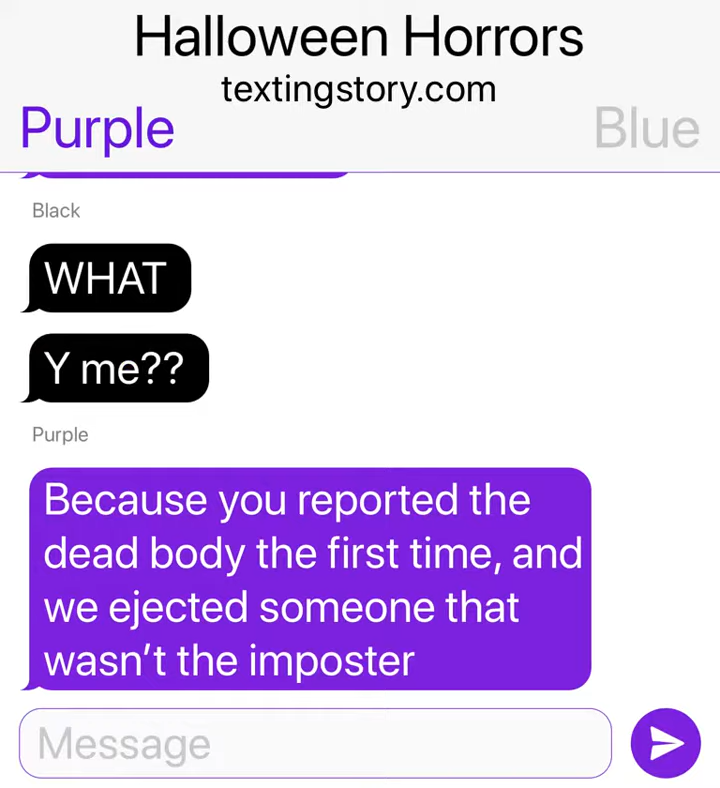 Halloween Horrors
textingstory.com
Purple
Blue
Black
WHAT
Y me??
Purple
Because you reported the
dead body the first time, and
we ejected someone that
wasn't the imposter
Message